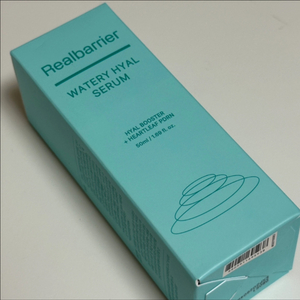 Realbarrier
WATERY HYAL
SERUM
HYAL BOOSTER
+ HEARTLEAF PDRN
50ml / 1.69 fl. oz.